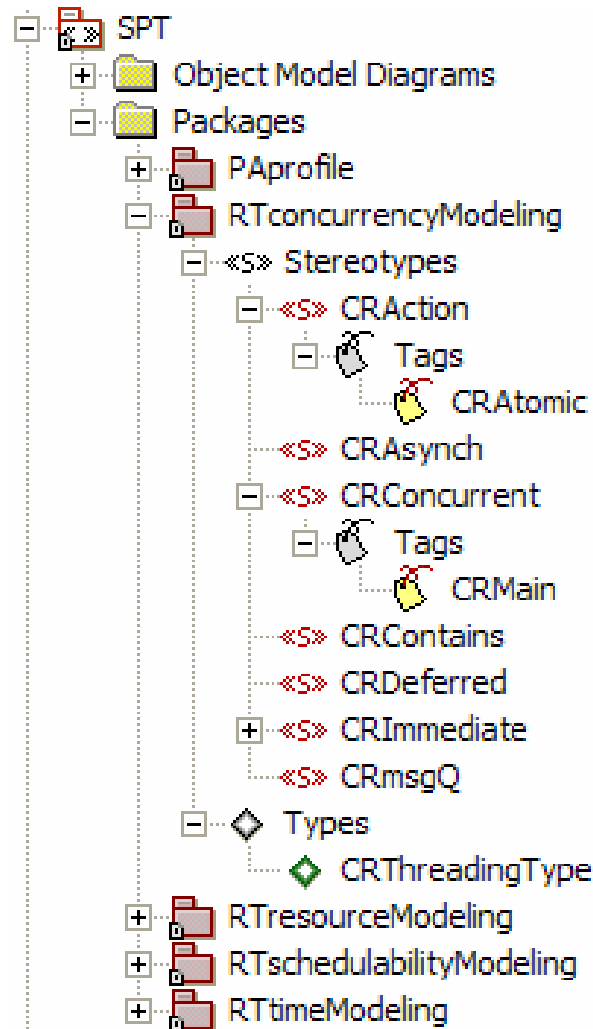 SPT
Object Model Diagrams
Packages
PAprofile
RTconcurrencyModeling
«S» Stereotypes
«S» CRAction
Tags
CRAtomic
«S» CRAsynch
«S» CRConcurrent
Tags
CRMain
«S» CRContains
«S» CRDeferred
«S» CRImmediate
«S» CRmsgQ
Types
CRThreadingType
RTresourceModeling
RTschedulabilityModeling
RTtimeModeling